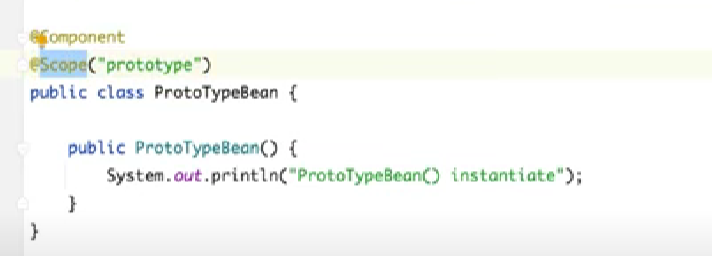 @Component
@Scope("prototype")
public class ProtoTypeBean {
public ProtoTypeBean() {
System.out.println("ProtoTypeBean() instantiate");
}
}